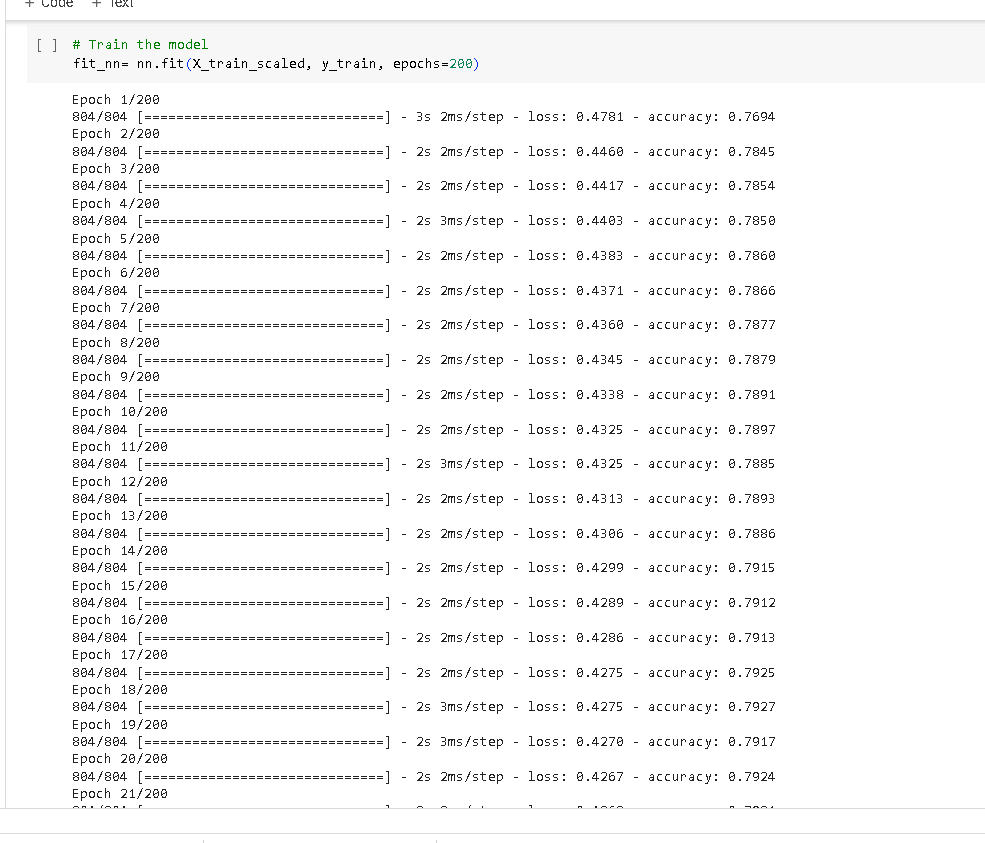 + Code + Text
[ ] # Train the model
fit_nn= nn.fit(X_train_scaled, y_train, epochs=200)
Epoch 1/200
804/804 [==============================] - 3s 2ms/step - loss: 0.4781 - accuracy: 0.7694
Epoch 2/200
804/804 [==============================] - 2s 2ms/step - loss: 0.4460 - accuracy: 0.7845
Epoch 3/200
804/804 [==============================] - 2s 2ms/step - loss: 0.4417 - accuracy: 0.7854
Epoch 4/200
804/804 [==============================] - 2s 3ms/step - loss: 0.4403 - accuracy: 0.7850
Epoch 5/200
804/804 [==============================] - 2s 2ms/step - loss: 0.4383 - accuracy: 0.7860
Epoch 6/200
804/804 [==============================] - 2s 2ms/step - loss: 0.4371 - accuracy: 0.7866
Epoch 7/200
804/804 [==============================] - 2s 2ms/step - loss: 0.4360 - accuracy: 0.7877
Epoch 8/200
804/804 [==============================] - 2s 2ms/step - loss: 0.4345 - accuracy: 0.7879
Epoch 9/200
804/804 [==============================] - 2s 2ms/step - loss: 0.4338 - accuracy: 0.7891
Epoch 10/200
804/804 [==============================] - 2s 2ms/step - loss: 0.4325 - accuracy: 0.7897
Epoch 11/200
804/804 [==============================] - 2s 3ms/step - loss: 0.4325 - accuracy: 0.7885
Epoch 12/200
804/804 [==============================] - 2s 2ms/step - loss: 0.4313 - accuracy: 0.7893
Epoch 13/200
804/804 [==============================] - 2s 2ms/step - loss: 0.4306 - accuracy: 0.7886
Epoch 14/200
804/804 [==============================] - 2s 2ms/step - loss: 0.4299 - accuracy: 0.7915
Epoch 15/200
804/804 [==============================] - 2s 2ms/step - loss: 0.4289 - accuracy: 0.7912
Epoch 16/200
804/804 [==============================] - 2s 2ms/step - loss: 0.4286 - accuracy: 0.7913
Epoch 17/200
804/804 [==============================] - 2s 2ms/step - loss: 0.4275 - accuracy: 0.7925
Epoch 18/200
804/804 [==============================] - 2s 3ms/step - loss: 0.4275 - accuracy: 0.7927
Epoch 19/200
804/804 [==============================] - 2s 3ms/step - loss: 0.4270 - accuracy: 0.7917
Epoch 20/200
804/804 [==============================] - 2s 2ms/step - loss: 0.4267 - accuracy: 0.7924
Epoch 21/200